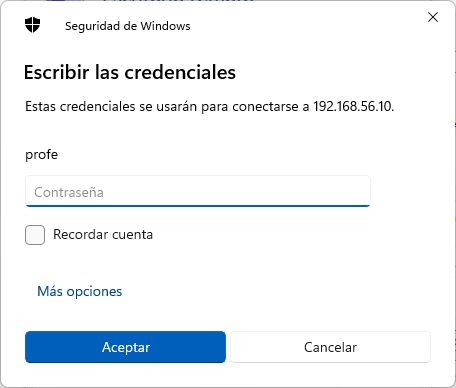 Seguridad de Windows
Escribir las credenciales
Estas credenciales se usarán para conectarse a 192.168.56.10.
profe
Contraseña
Recordar cuenta
Más opciones
Aceptar
Cancelar